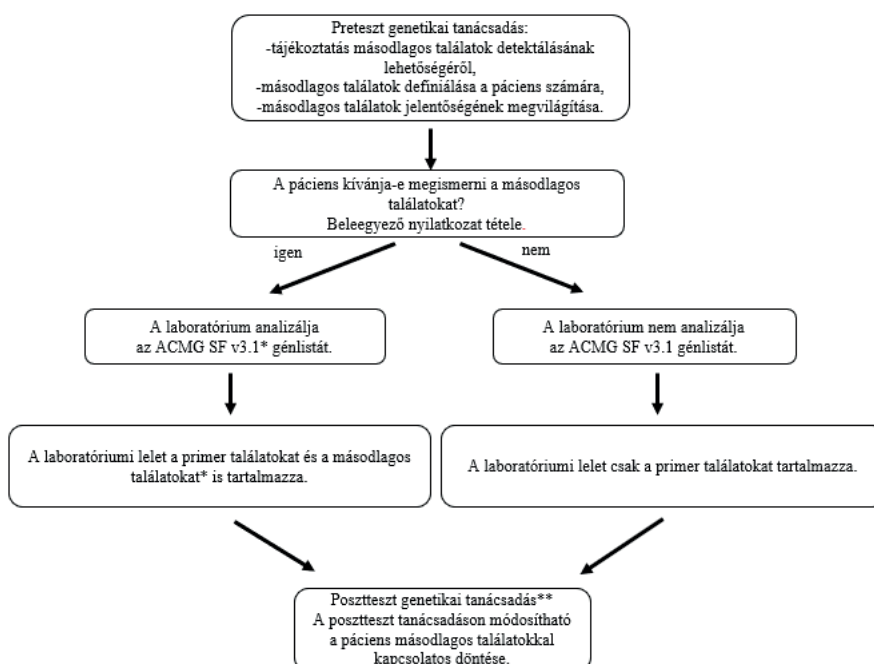 Preteszt genetikai tanácsadás:
-tájékoztatás másodlagos találatok detektálásának
lehetőségéről,
-másodlagos találatok definiálása a páciens számára,
-másodlagos találatok jelentőségének megvilágítása.
A páciens kívánja-e megismerni a másodlagos
találatokat?
Beleegyező nyilatkozat tétele.
igen
nem
A laboratórium analizálja
az ACMG SF v3.1* génlistát.
A laboratórium nem analizálja
az ACMG SF v3.1 génlistát.
A laboratóriumi lelet a primer találatokat és a másodlagos
találatokat* is tartalmazza.
A laboratóriumi lelet csak a primer találatokat tartalmazza.
Posztteszt genetikai tanácsadás**
A posztteszt tanácsadáson módosítható
a páciens másodlagos találatokkal
kapcsolatos döntése.